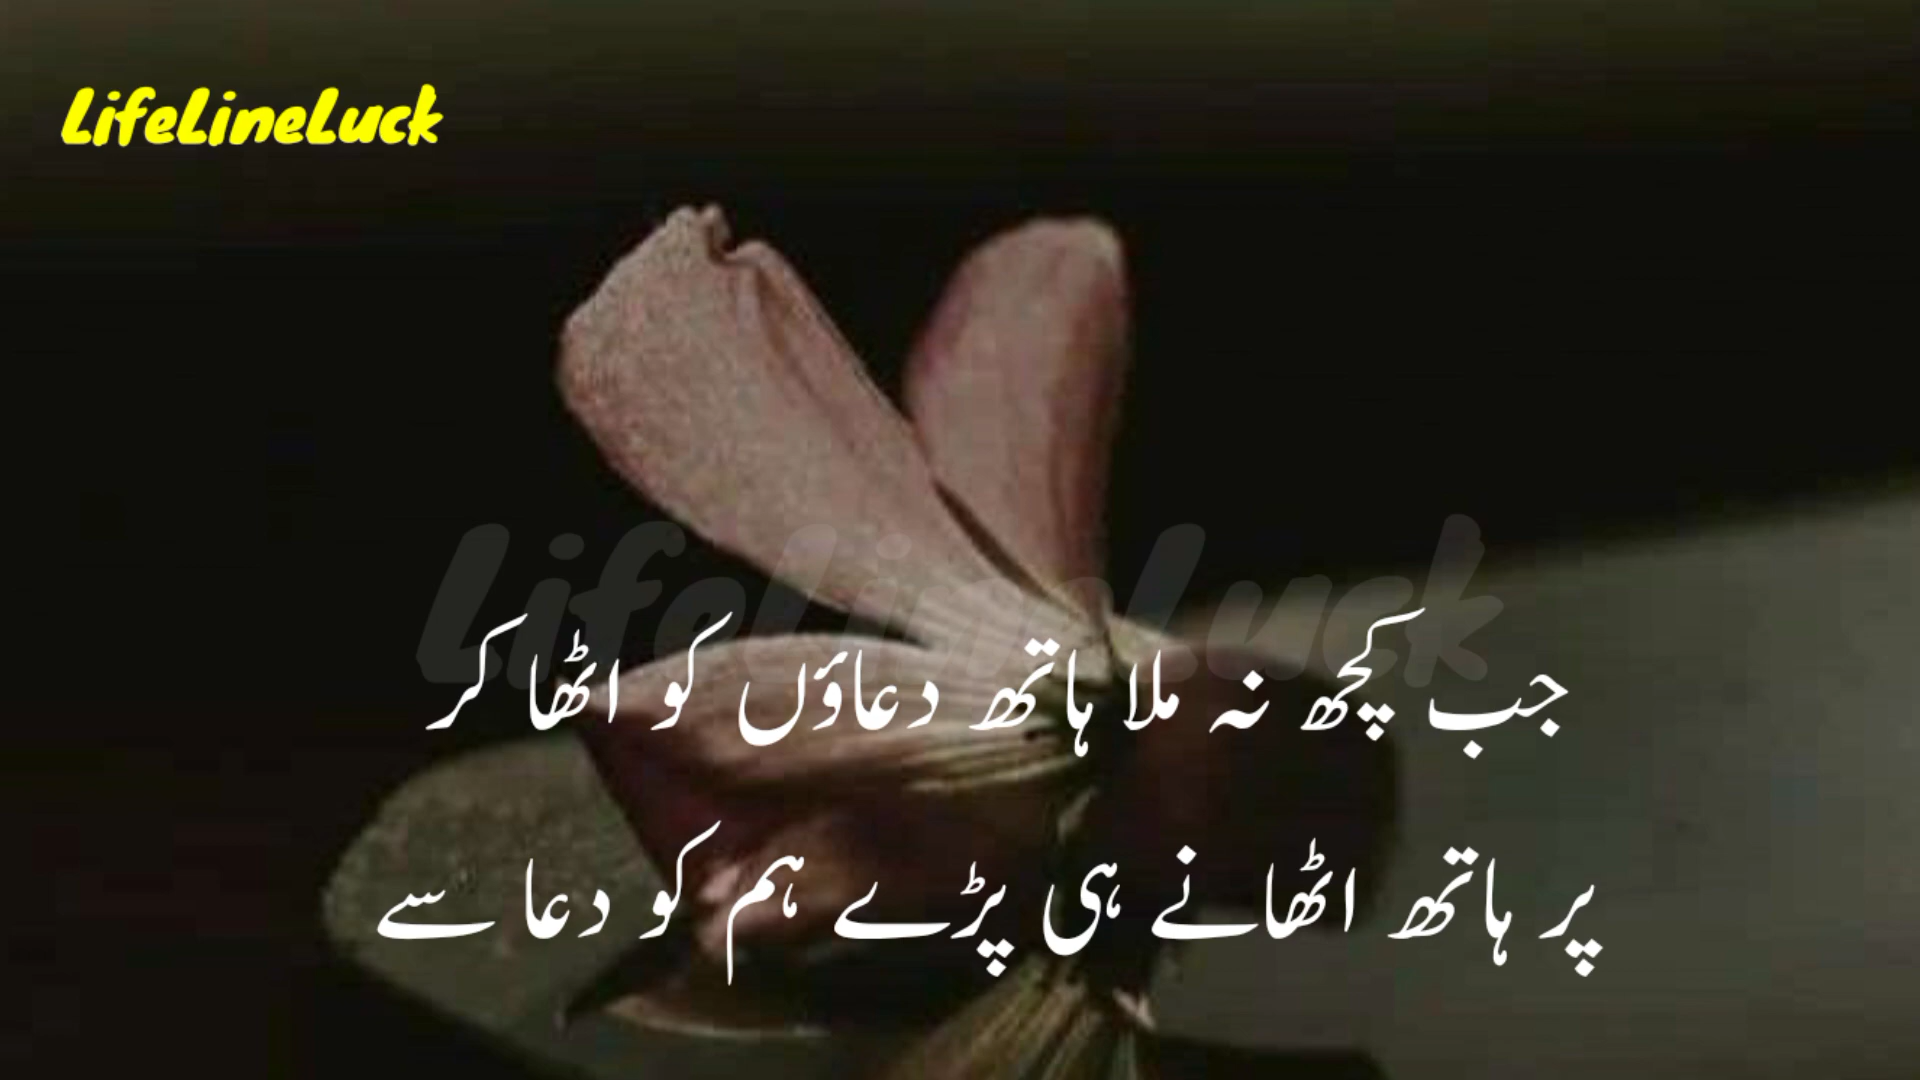 LifeLineLuck
LifeLineLuck
جب کچھ نہ ملا ہاتھ دعاؤں کو اٹھا کر
پر ہاتھ اٹھانے ہی پڑے ہم کو دعا سے